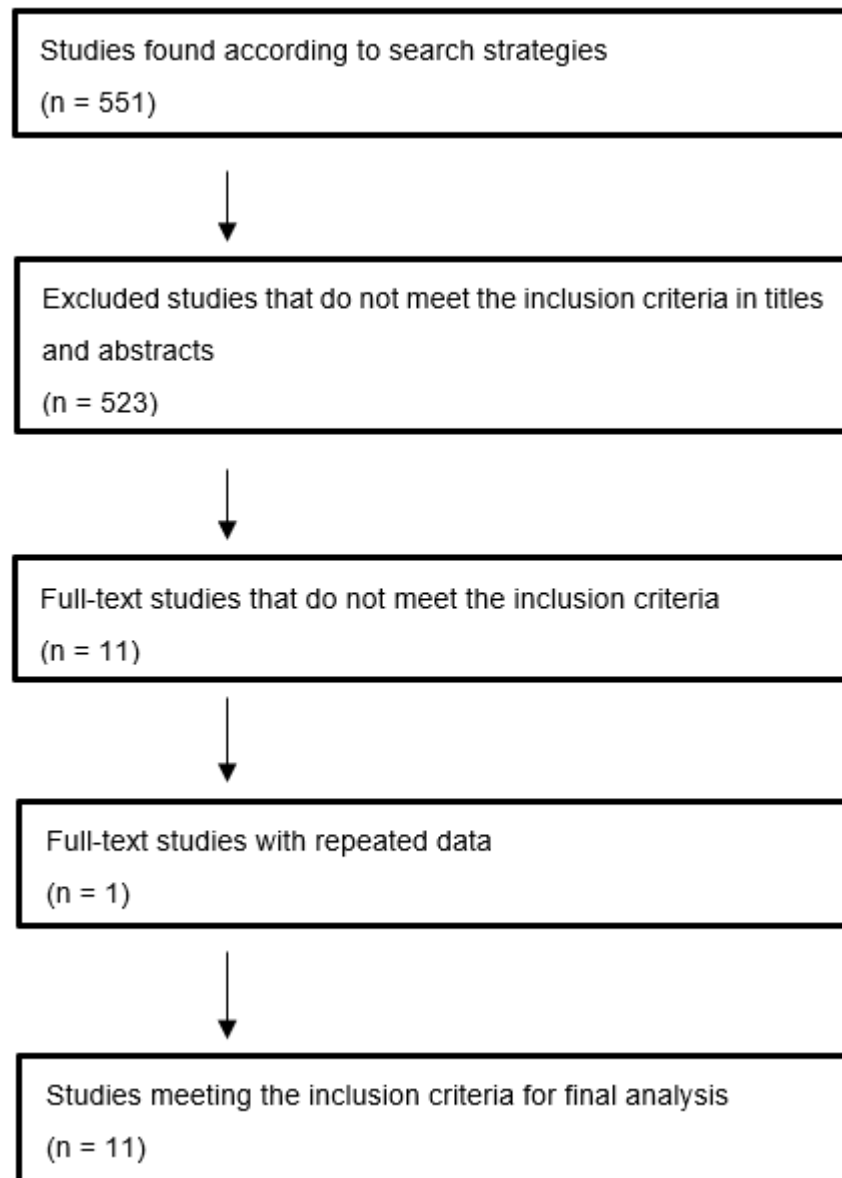 Studies found according to search strategies
(n = 551)
Excluded studies that do not meet the inclusion criteria in titles
and abstracts
(n = 523)
Full-text studies that do not meet the inclusion criteria
(n = 11)
Full-text studies with repeated data
(n = 1)
Studies meeting the inclusion criteria for final analysis
(n = 11)